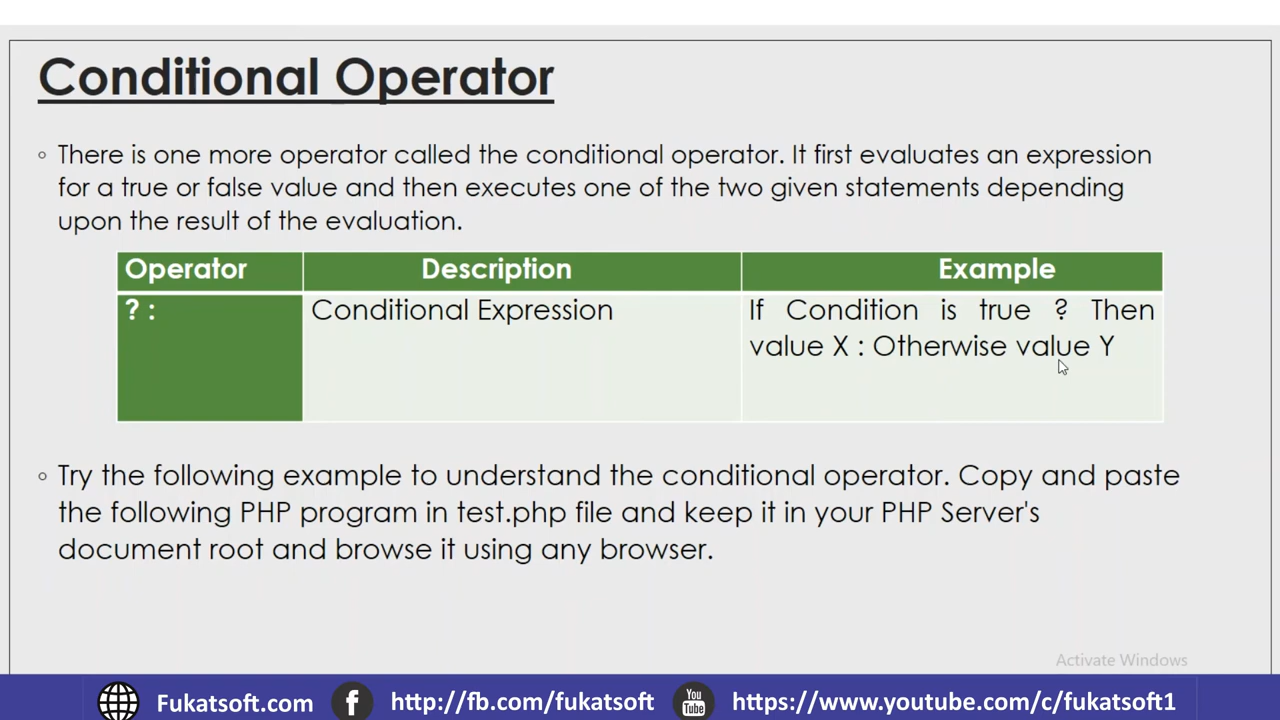 Conditional Operator
There is one more operator called the conditional operator. It first evaluates an expression
for a true or false value and then executes one of the two given statements depending
upon the result of the evaluation.
Operator Description Example
? : Conditional Expression If Condition is true ? Then
value X : Otherwise value Y
Try the following example to understand the conditional operator. Copy and paste
the following PHP program in test.php file and keep it in your PHP Server's
document root and browse it using any browser.
Activate Windows
Fukatsoft.com f http://fb.com/fukatsoft You Tube https://www.youtube.com/c/fukatsoft1